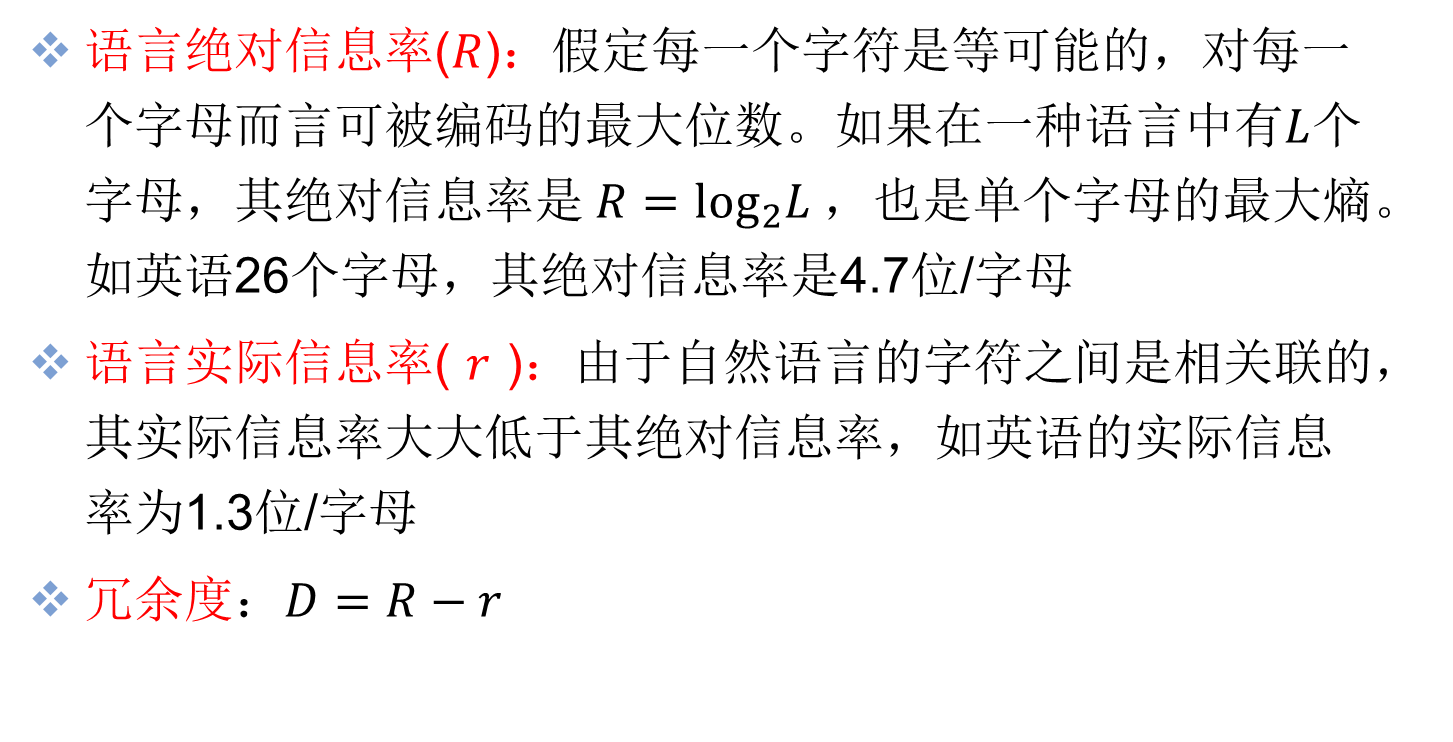 ❖ 语言绝对信息率(R)：假定每一个字符是等可能的，对每一
个字母而言可被编码的最大位数。如果在一种语言中有L个
字母，其绝对信息率是 R = log₂L ，也是单个字母的最大熵。
如英语26个字母，其绝对信息率是4.7位/字母
❖ 语言实际信息率( r )：由于自然语言的字符之间是相关联的，
其实际信息率大大低于其绝对信息率，如英语的实际信息
率为1.3位/字母
❖ 冗余度：D = R − r